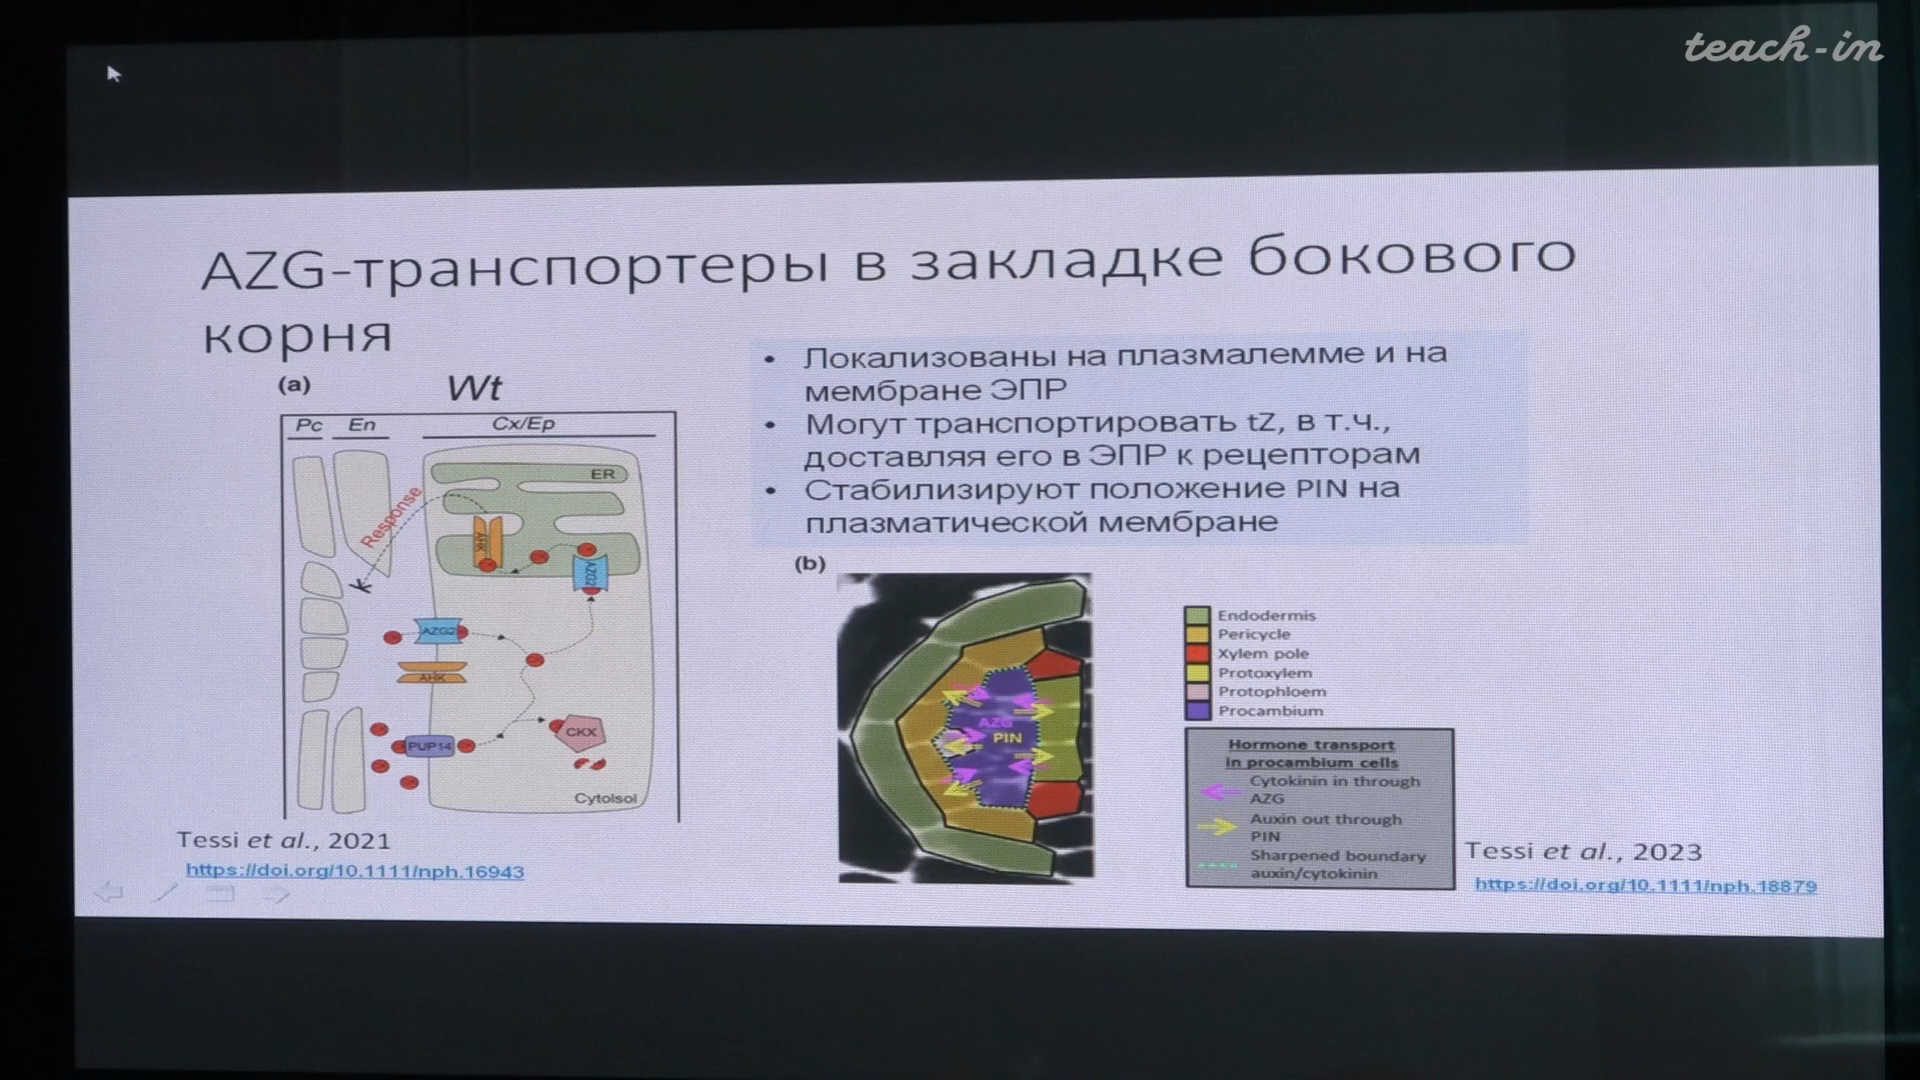 teach-in
AZG-транспортеры в закладке бокового
корня
• Локализованы на плазмалемме и на
мембране ЭПР
• Могут транспортировать tZ, в т.ч.,
доставляя его в ЭПР к рецепторам
• Стабилизируют положение PIN на
плазматической мембране
(a)
Wt
Pc
En
Cx/Ep
ER
Response
AHK
AZG2
AZG2
AHK
PUP14
CKX
Cytolsol
Tessi et al., 2021
https://doi.org/10.1111/nph.16943
(b)
AZG
PIN
Endodermis
Pericycle
Xylem pole
Protoxylem
Protophloem
Procambium
Hormone transport
in procambium cells
Cytokinin in through
AZG
Auxin out through
PIN
Sharpened boundary
auxin/cytokinin
Tessi et al., 2023
https://doi.org/10.1111/nph.18879